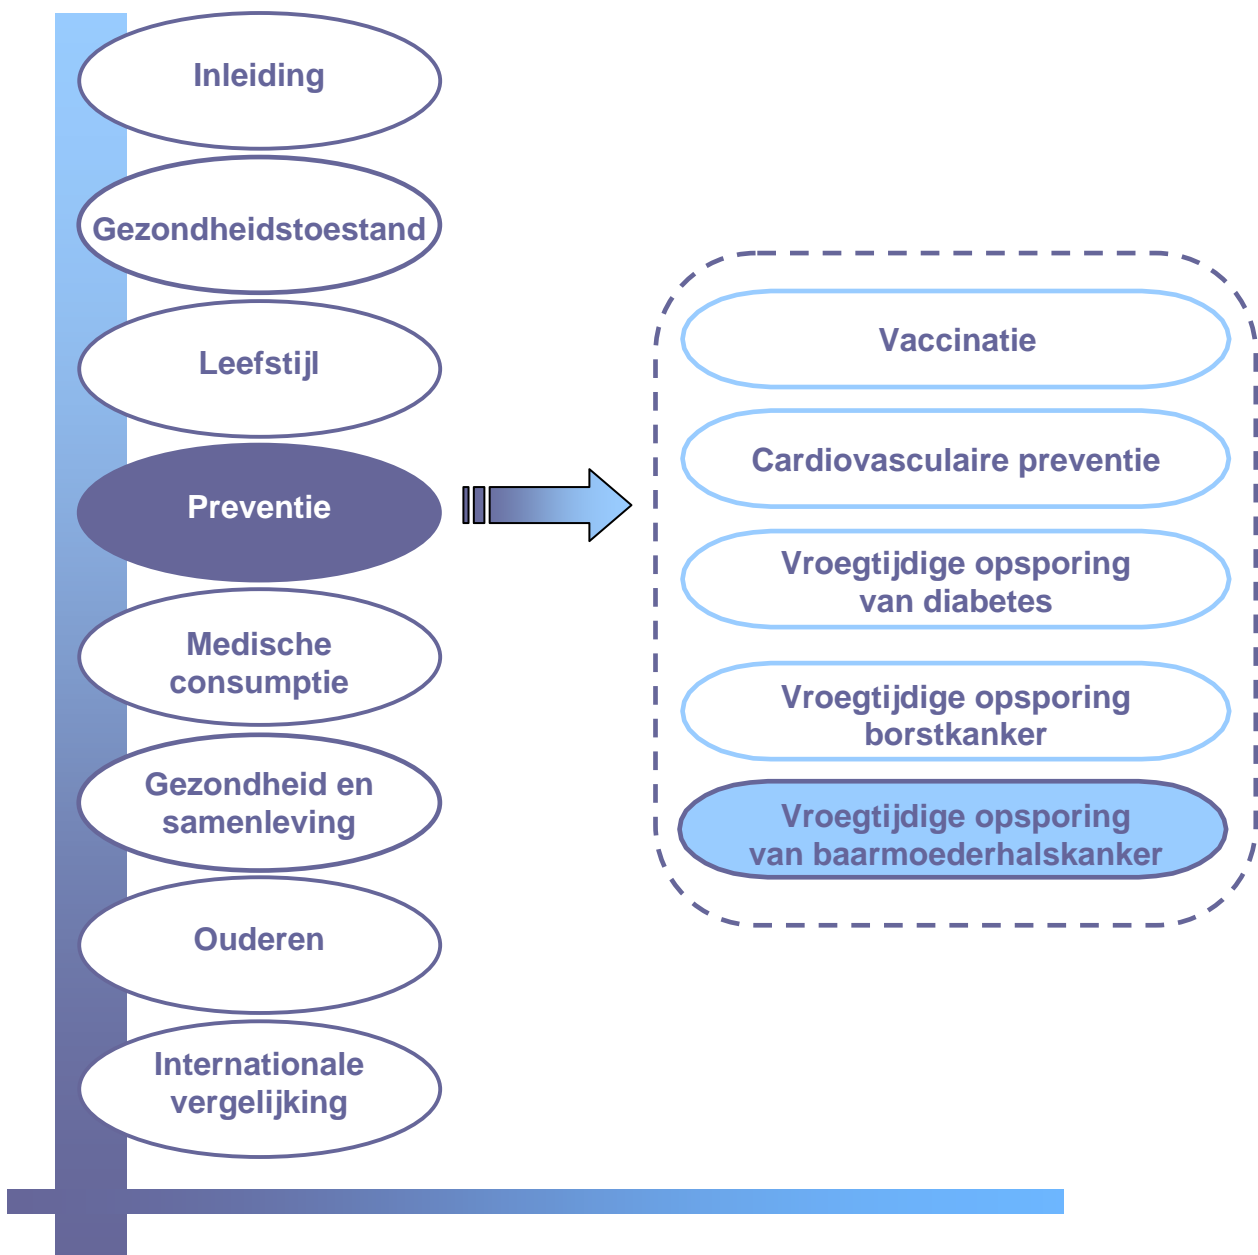 Inleiding
Gezondheidstoestand
Leefstijl
Preventie
Medische
consumptie
Gezondheid en
samenleving
Ouderen
Internationale
vergelijking
Vaccinatie
Cardiovasculaire preventie
Vroegtijdige opsporing
van diabetes
Vroegtijdige opsporing
borstkanker
Vroegtijdige opsporing
van baarmoederhalskanker